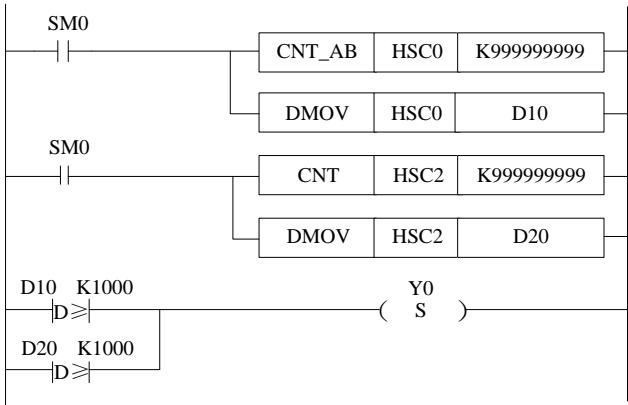 SM0
CNT_AB HSC0 K999999999
DMOV HSC0 D10
SM0
CNT HSC2 K999999999
DMOV HSC2 D20
D10 K1000 Y0
D≥ ( S )
D20 K1000
D≥